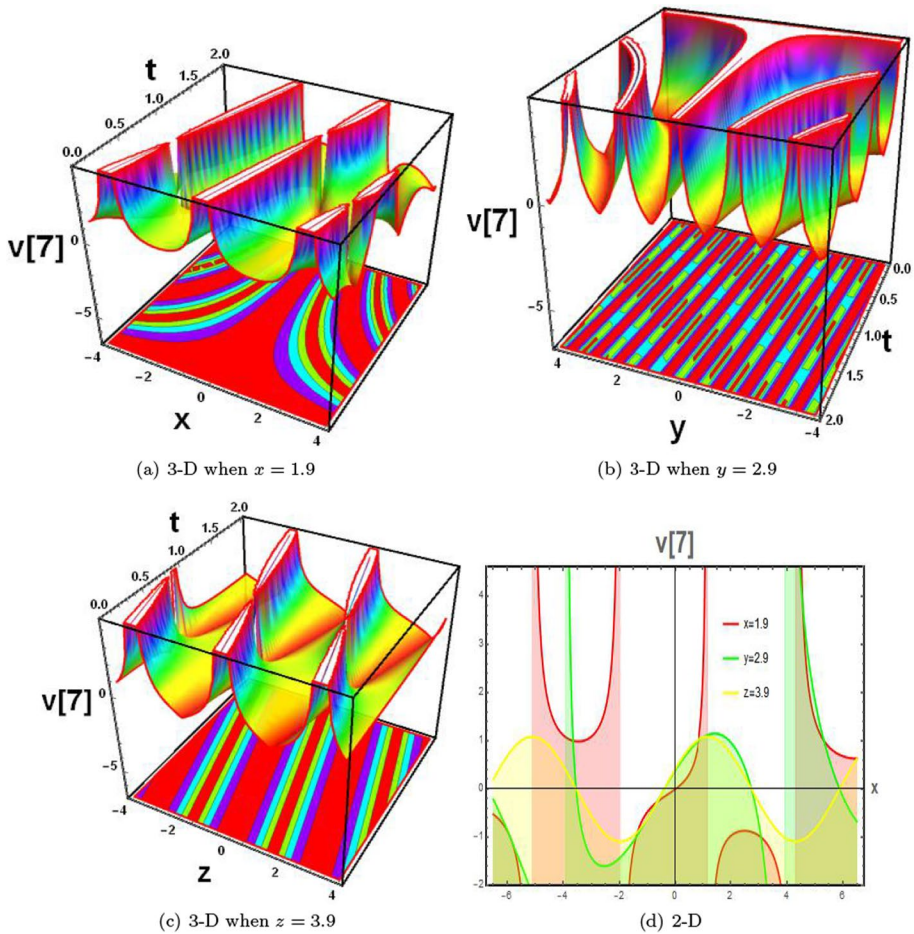 t
2.0
1.5
1.0
0.5
0.0
v[7]
0
-5
-4
-2
0
2
4
x
(a) 3-D when x = 1.9
v[7]
0
-5
4
2
0
-2
-4
y
0.0
0.5
1.0
1.5
2.0
t
(b) 3-D when y = 2.9
t
2.0
1.5
1.0
0.5
0.0
v[7]
0
-5
-4
-2
0
2
4
z
(c) 3-D when z = 3.9
v[7]
4
3
2
1
0
-1
-2
-6 -4 -2 0 2 4 6
x
x=1.9
y=2.9
z=3.9
(d) 2-D